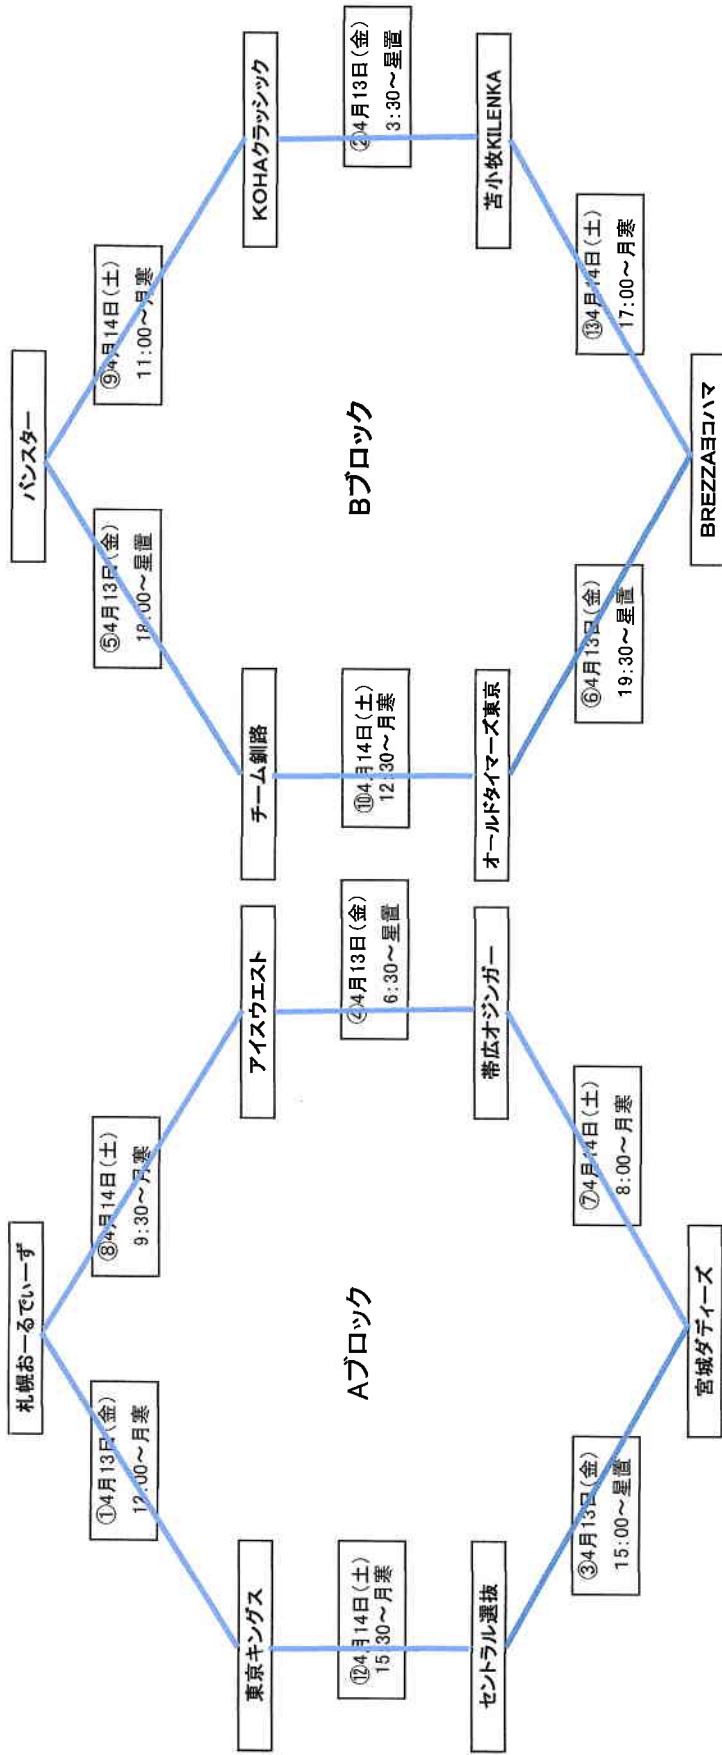 札幌おーるでぃーず
パンスター
①4月13日(金)
12:00～月寒
⑧4月14日(土)
9:30～月寒
⑤4月13日(金)
18:00～星置
⑨4月14日(土)
11:00～月寒
東京キングス
アイスウエスト
チーム釧路
KOHAクラッシック
⑫4月14日(土)
15:30～月寒
Aブロック
④4月13日(金)
6:30～星置
⑩4月14日(土)
12:30～月寒
Bブロック
②4月13日(金)
3:30～星置
セントラル選抜
帯広オジンガー
オールドタイマーズ東京
苫小牧KILENKA
③4月13日(金)
15:00～星置
⑦4月14日(土)
8:00～月寒
⑥4月13日(金)
19:30～星置
⑬4月14日(土)
17:00～月寒
宮城ダディーズ
BREZZAヨコハマ